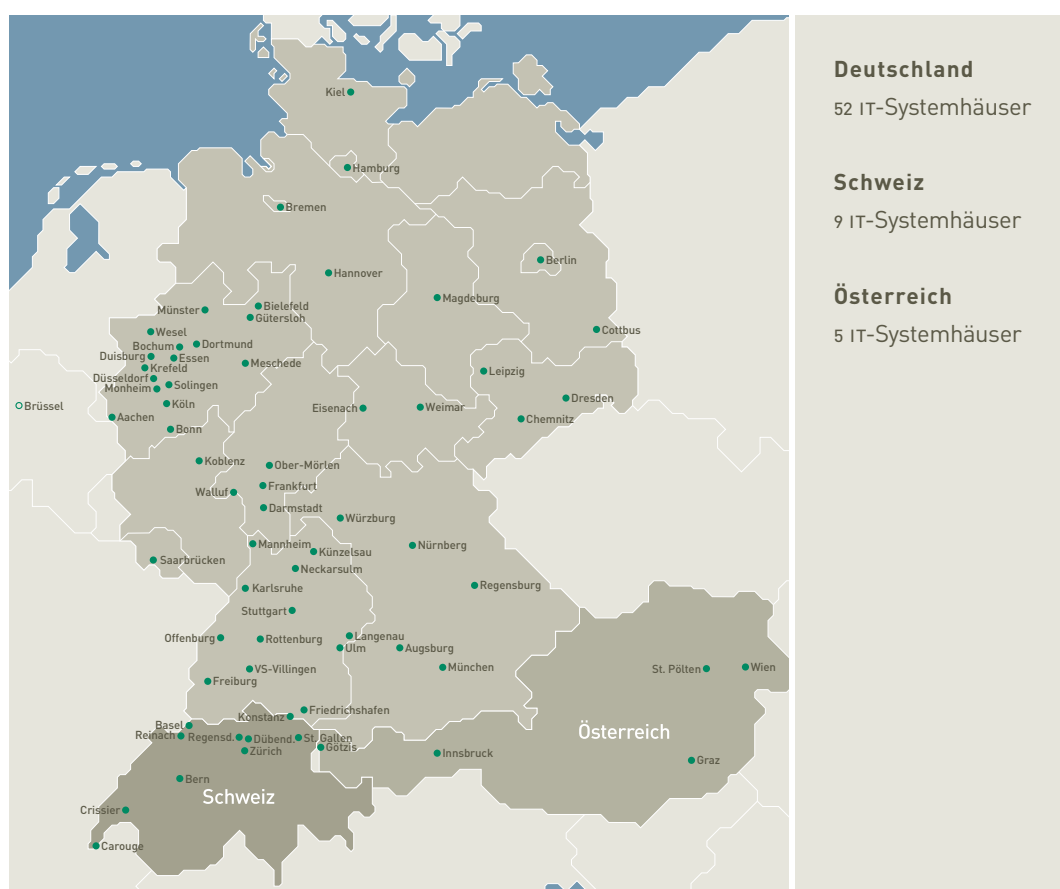 Kiel
Hamburg
Bremen
Berlin
Hannover
Magdeburg
Bielefeld
Münster
Gütersloh
Cottbus
Wesel
Dortmund
Bochum
Duisburg
Essen
Meschede
Krefeld
Leipzig
Düsseldorf
Solingen
Monheim
Dresden
Köln
Brüssel
Eisenach
Weimar
Aachen
Chemnitz
Bonn
Koblenz
Ober-Mörlen
Frankfurt
Walluf
Darmstadt
Würzburg
Mannheim
Nürnberg
Künzelsau
Saarbrücken
Neckarsulm
Regensburg
Karlsruhe
Stuttgart
Langenau
Offenburg
Rottenburg
Ulm
Augsburg
VS-Villingen
München
St. Pölten
Wien
Freiburg
Friedrichshafen
Konstanz
Basel
Österreich
Reinach
Regensd.
Dübend.
St. Gallen
Götzis
Zürich
Innsbruck
Graz
Bern
Schweiz
Crissier
Carouge
Deutschland
52 IT-Systemhäuser
Schweiz
9 IT-Systemhäuser
Österreich
5 IT-Systemhäuser